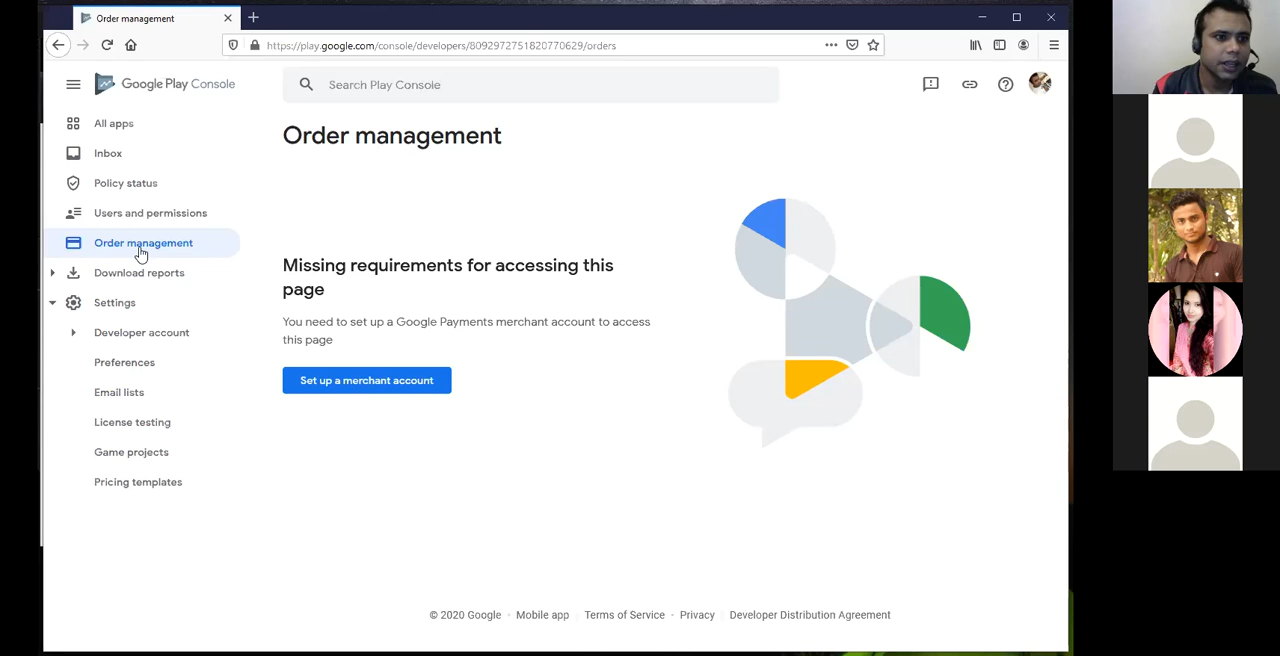 Order management
https://play.google.com/console/developers/8092972751820770629/orders
Google Play Console
Search Play Console
All apps
Inbox
Policy status
Users and permissions
Order management
Download reports
Settings
Developer account
Preferences
Email lists
License testing
Game projects
Pricing templates
Order management
Missing requirements for accessing this
page
You need to set up a Google Payments merchant account to access
this page
Set up a merchant account
© 2020 Google · Mobile app · Terms of Service · Privacy · Developer Distribution Agreement